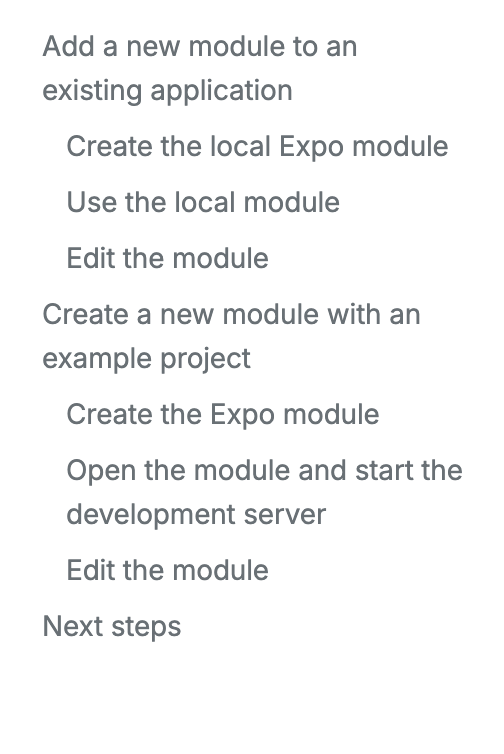 Add a new module to an
existing application
Create the local Expo module
Use the local module
Edit the module
Create a new module with an
example project
Create the Expo module
Open the module and start the
development server
Edit the module
Next steps